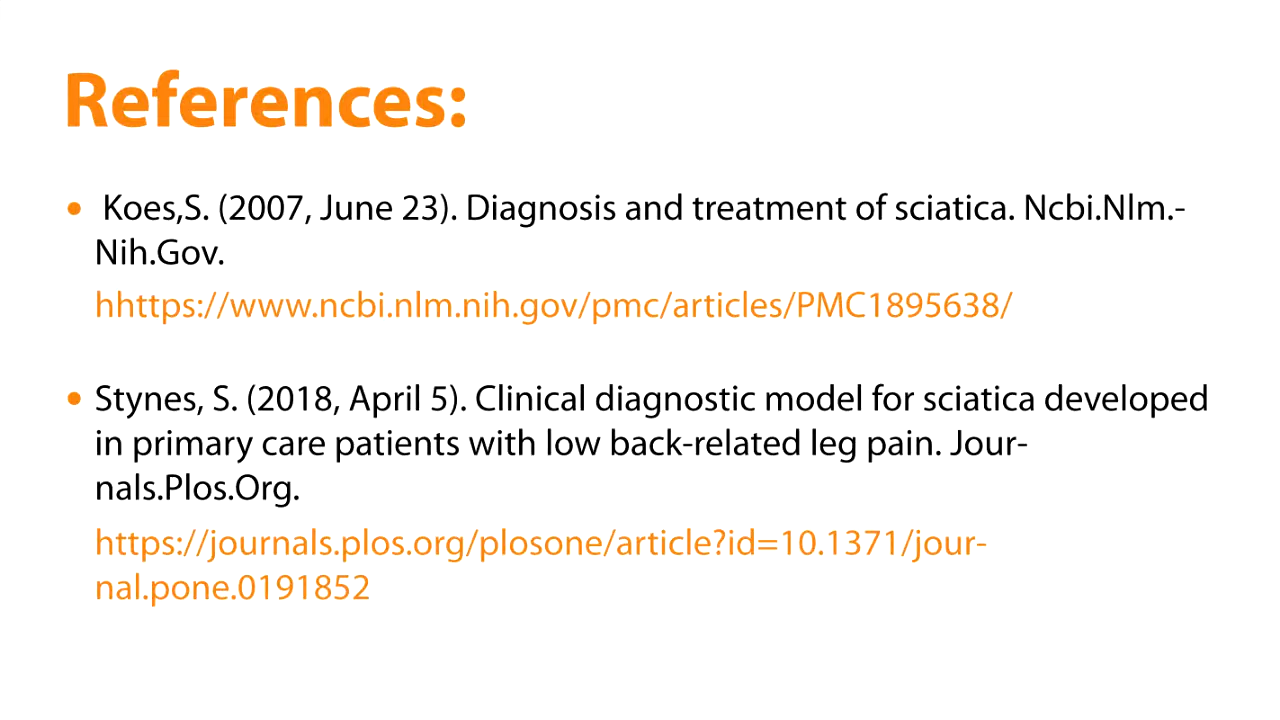 References:
• Koes,S. (2007, June 23). Diagnosis and treatment of sciatica. Ncbi.Nlm.-
Nih.Gov.
hhttps://www.ncbi.nlm.nih.gov/pmc/articles/PMC1895638/
• Stynes, S. (2018, April 5). Clinical diagnostic model for sciatica developed
in primary care patients with low back-related leg pain. Jour-
nals.Plos.Org.
https://journals.plos.org/plosone/article?id=10.1371/jour-
nal.pone.0191852